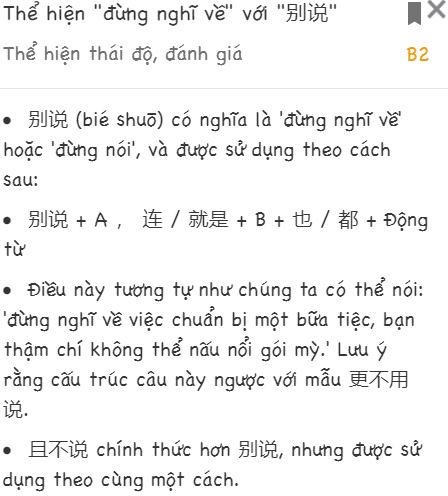 Thể hiện "đừng nghĩ về" với "别说"
Thể hiện thái độ, đánh giá
B2
• 别说 (bié shuō) có nghĩa là 'đừng nghĩ về'
hoặc 'đừng nói', và được sử dụng theo cách
sau:
• 别说 + A ， 连 / 就是 + B + 也 / 都 + Động
từ
• Điều này tương tự như chúng ta có thể nói:
'đừng nghĩ về việc chuẩn bị một bữa tiệc, bạn
thậm chí không thể nấu nổi gói mỳ.' Lưu ý
rằng cấu trúc câu này ngược với mẫu 更不用
说.
• 且不说 chính thức hơn 别说, nhưng được sử
dụng theo cùng một cách.